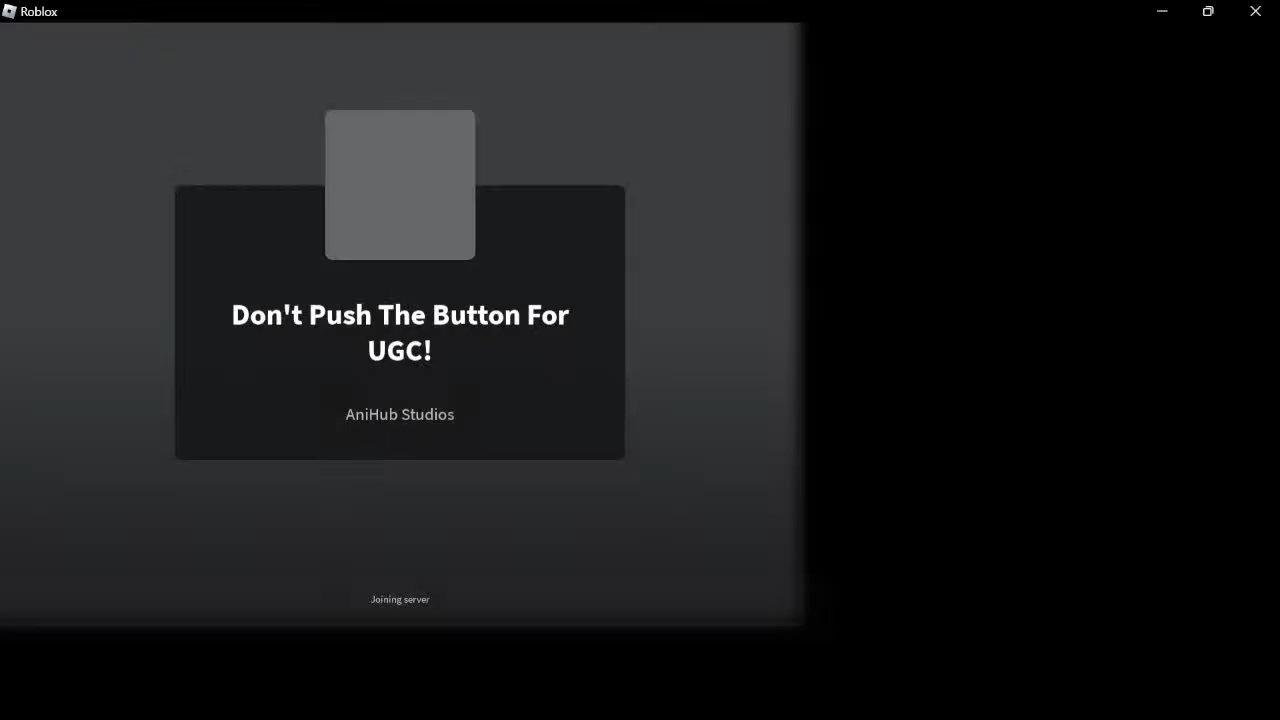 Roblox
Don't Push The Button For
UGC!
AniHub Studios
Joining server